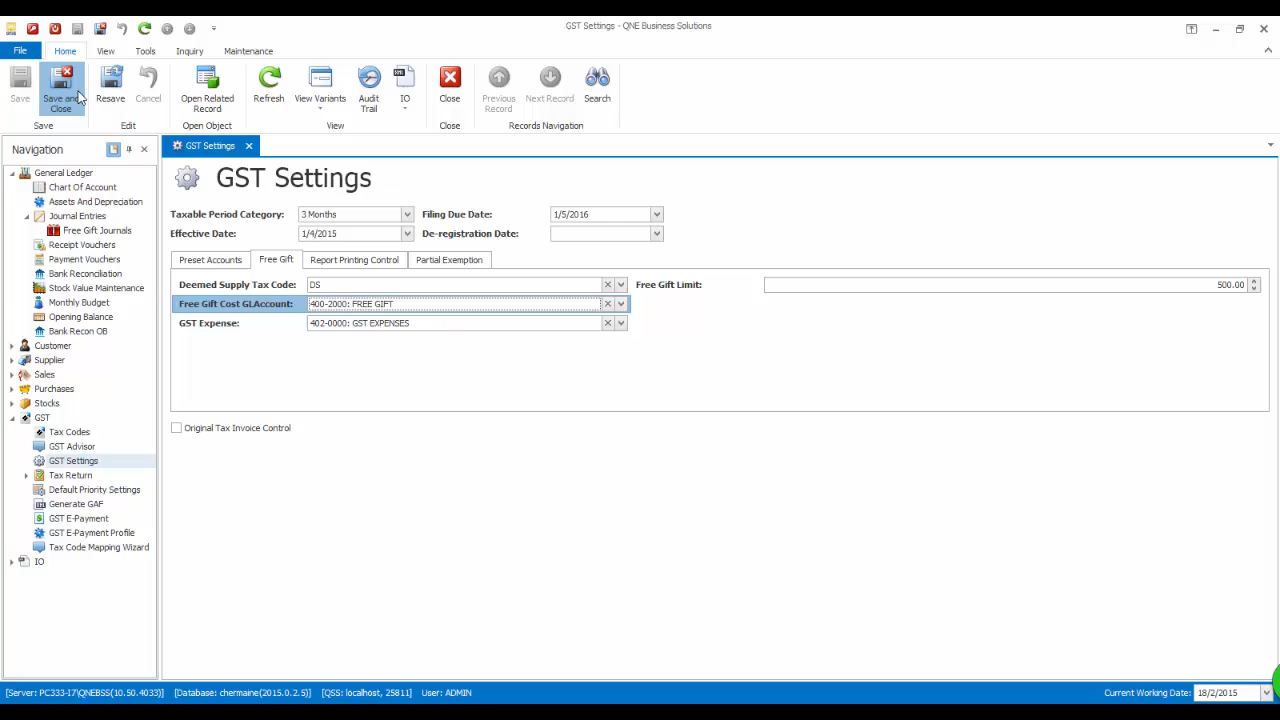 GST Settings - QNE Business Solutions
File Home View Tools Inquiry Maintenance
Save Save and Close Resave Cancel Open Related Record Refresh View Variants Audit Trail IO Close Previous Record Next Record Search
Save Edit Open Object View Close Records Navigation
Navigation
General Ledger
Chart Of Account
Assets And Depreciation
Journal Entries
Free Gift Journals
Receipt Vouchers
Payment Vouchers
Bank Reconciliation
Stock Value Maintenance
Monthly Budget
Opening Balance
Bank Recon OB
Customer
Supplier
Sales
Purchases
Stocks
GST
Tax Codes
GST Advisor
GST Settings
Tax Return
Default Priority Settings
Generate GAF
GST E-Payment
GST E-Payment Profile
Tax Code Mapping Wizard
IO
GST Settings
GST Settings
Taxable Period Category: 3 Months Filing Due Date: 1/5/2016
Effective Date: 1/4/2015 De-registration Date:
Preset Accounts Free Gift Report Printing Control Partial Exemption
Deemed Supply Tax Code: DS Free Gift Limit: 500.00
Free Gift Cost GLAccount: 400-2000: FREE GIFT
GST Expense: 402-0000: GST EXPENSES
Original Tax Invoice Control
[Server: PC333-I7\QNEBSS(10.50.4033)] [Database: chermaine(2015.0.2.5)] [QSS: localhost, 25811] User: ADMIN Current Working Date: 18/2/2015